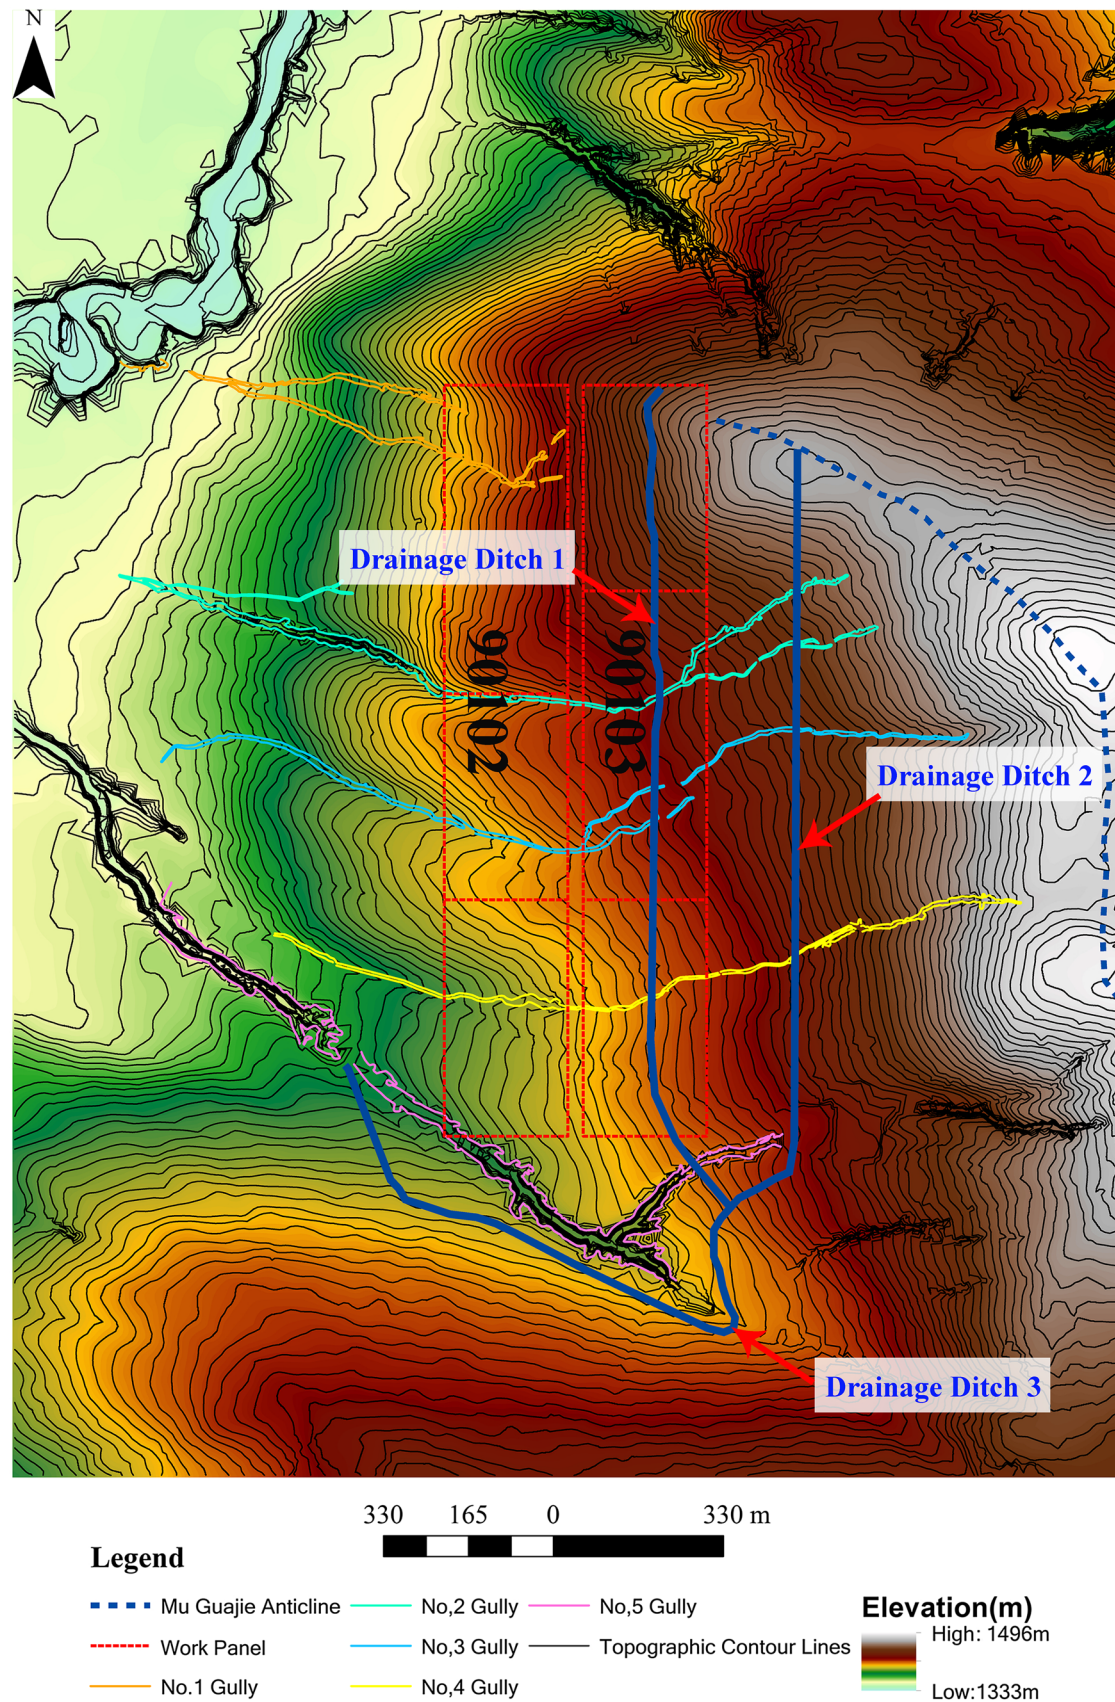 N
Drainage Ditch 1
90102
90103
Drainage Ditch 2
Drainage Ditch 3
330 165 0 330 m
Legend
Mu Guajie Anticline
Work Panel
No.1 Gully
No,2 Gully
No,3 Gully
No,4 Gully
No,5 Gully
Topographic Contour Lines
Elevation(m)
High: 1496m
Low:1333m